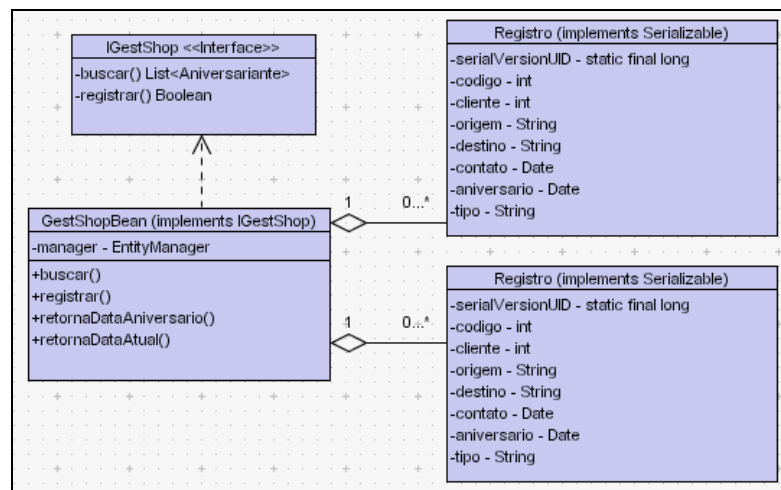 IGestShop <<Interface>>
-buscar() List<Aniversariante>
-registrar() Boolean
Registro (implements Serializable)
-serialVersionUID - static final long
-codigo - int
-cliente - int
-origem - String
-destino - String
-contato - Date
-aniversario - Date
-tipo - String
1
0...*
GestShopBean (implements IGestShop)
-manager - EntityManager
+buscar()
+registrar()
+retornaDataAniversario()
+retornaDataAtual()
1
0...*
Registro (implements Serializable)
-serialVersionUID - static final long
-codigo - int
-cliente - int
-origem - String
-destino - String
-contato - Date
-aniversario - Date
-tipo - String